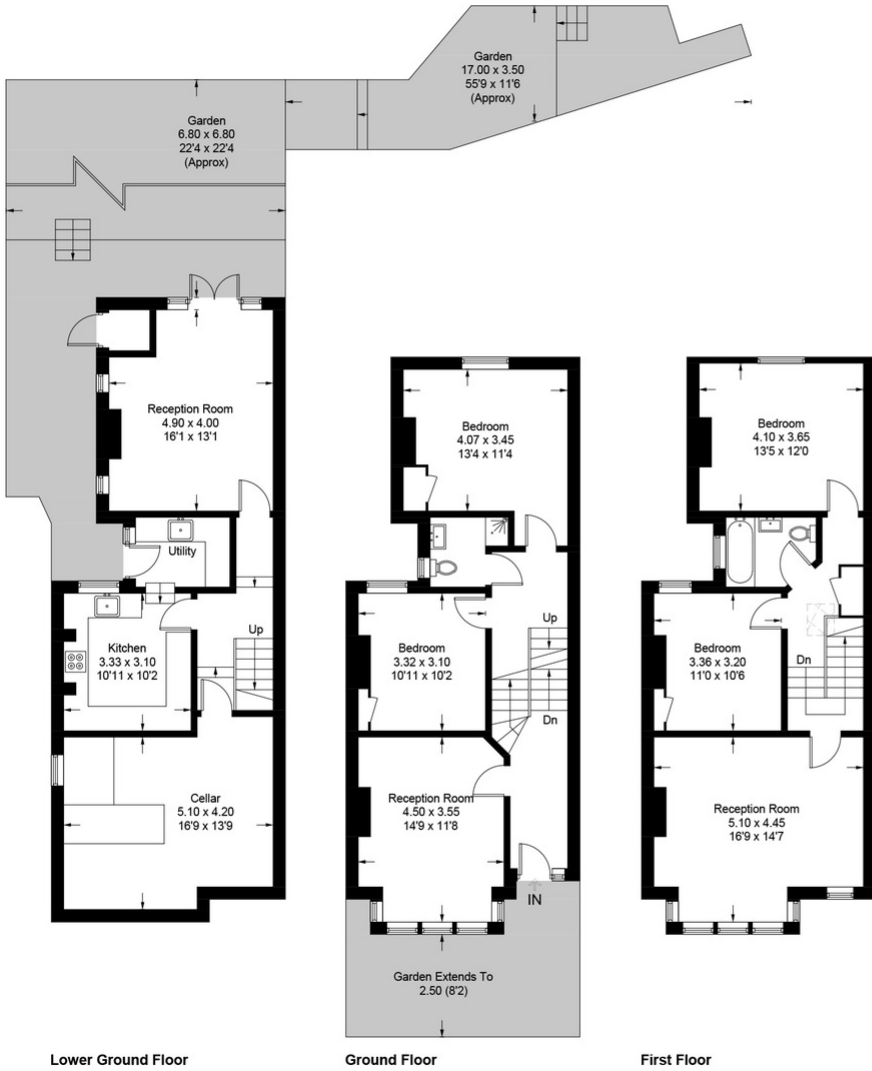 Garden
17.00 x 3.50
55'9 x 11'6
(Approx)
Garden
6.80 x 6.80
22'4 x 22'4
(Approx)
Reception Room
4.90 x 4.00
16'1 x 13'1
Utility
Kitchen
3.33 x 3.10
10'11 x 10'2
Up
Cellar
5.10 x 4.20
16'9 x 13'9
Lower Ground Floor
Bedroom
4.07 x 3.45
13'4 x 11'4
Bedroom
3.32 x 3.10
10'11 x 10'2
Up
Dn
Reception Room
4.50 x 3.55
14'9 x 11'8
IN
Garden Extends To
2.50 (8'2)
Ground Floor
Bedroom
4.10 x 3.65
13'5 x 12'0
Bedroom
3.36 x 3.20
11'0 x 10'6
Dn
Reception Room
5.10 x 4.45
16'9 x 14'7
First Floor